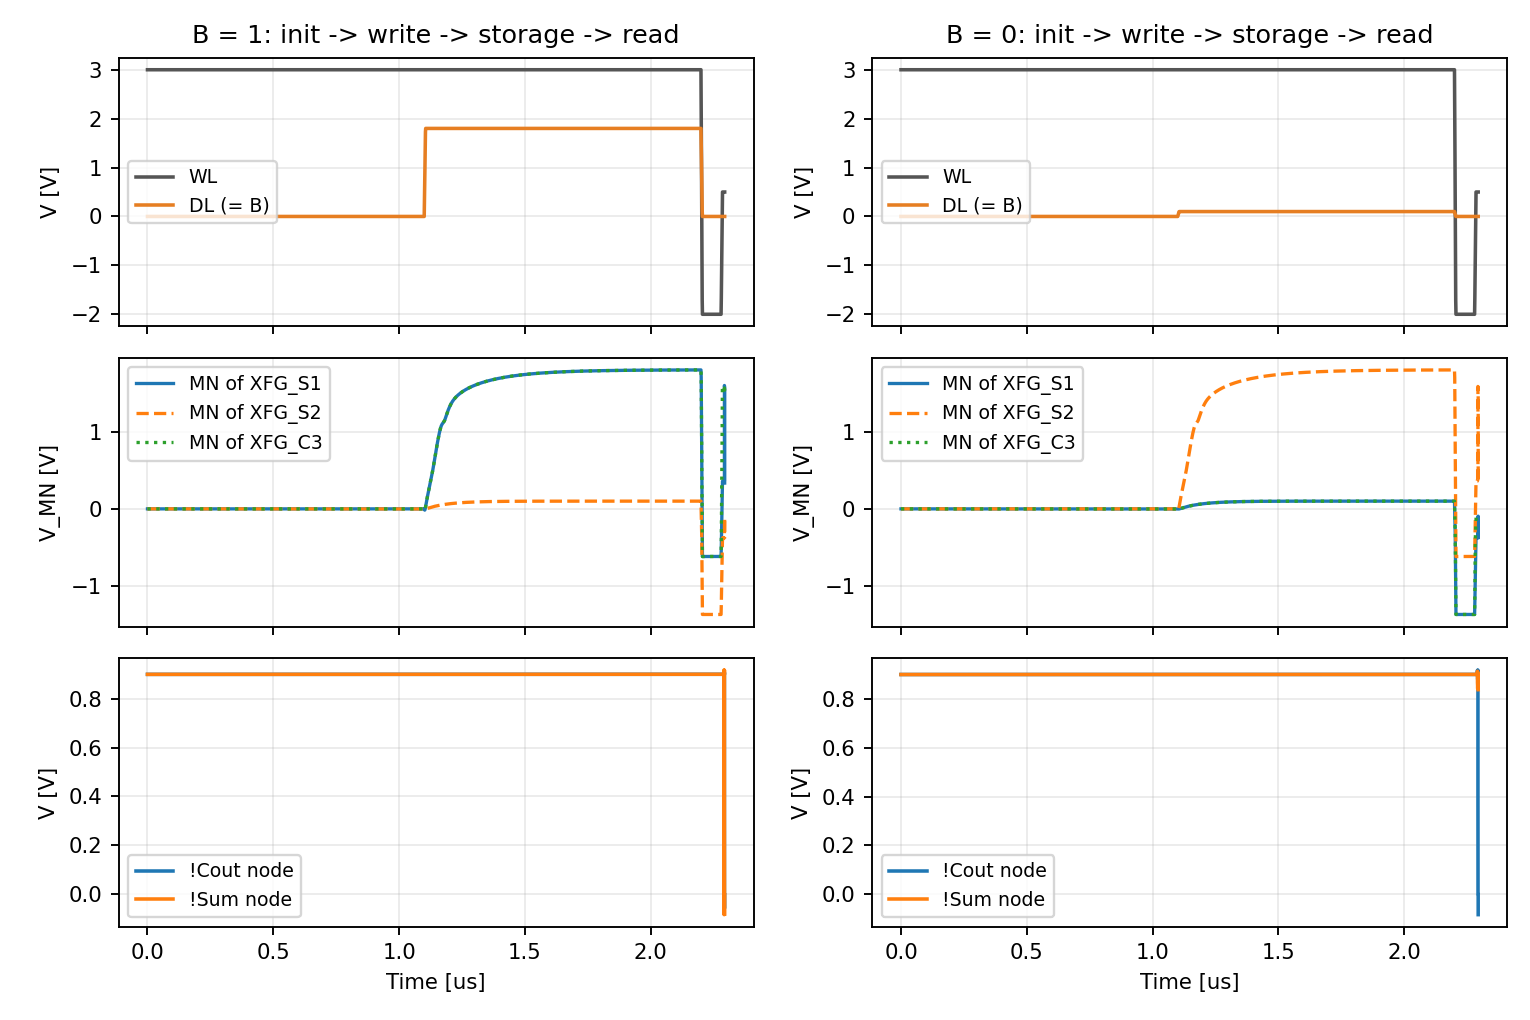 B = 1: init -> write -> storage -> read
B = 0: init -> write -> storage -> read
3
2
1
0
−1
−2
V [V]
WL
DL (= B)
3
2
1
0
−1
−2
V [V]
WL
DL (= B)
1
0
−1
V_MN [V]
MN of XFG_S1
MN of XFG_S2
MN of XFG_C3
1
0
−1
V_MN [V]
MN of XFG_S1
MN of XFG_S2
MN of XFG_C3
0.8
0.6
0.4
0.2
0.0
V [V]
!Cout node
!Sum node
0.0 0.5 1.0 1.5 2.0
Time [us]
0.8
0.6
0.4
0.2
0.0
V [V]
!Cout node
!Sum node
0.0 0.5 1.0 1.5 2.0
Time [us]